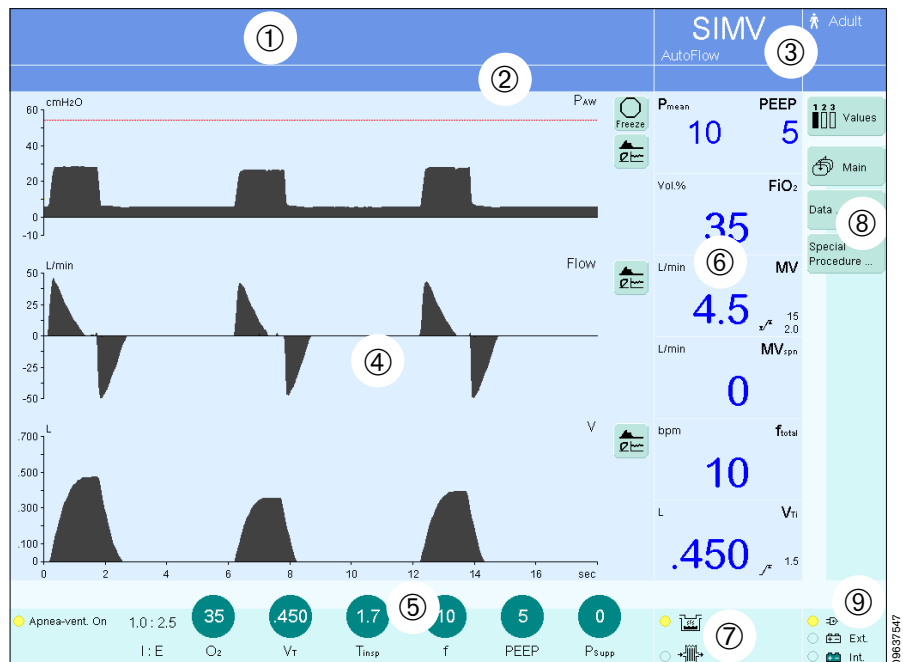 ①
②
SIMV
AutoFlow
③
Adult
cmH2O
PAW
60
40
20
0
-10
Freeze
Pmean
PEEP
10
5
Vol.%
FiO2
35
L/min
⑥
MV
4.5
15
2.0
L/min
MVspn
0
bpm
ftotal
10
L
VTi
.450
1.5
1 2 3
Values
Main
Data ...
⑧
Special
Procedure ...
L/min
Flow
50
25
0
-25
-50
④
L
V
.700
.500
.300
.100
0
0 2 4 6 8 10 12 14 16 sec
Apnea-vent. On
1.0 : 2.5
35
.450
1.7
⑤
10
5
0
I : E
O2
VT
Tinsp
f
PEEP
Psupp
⑦
⑨
Ext.
Int.
09637547